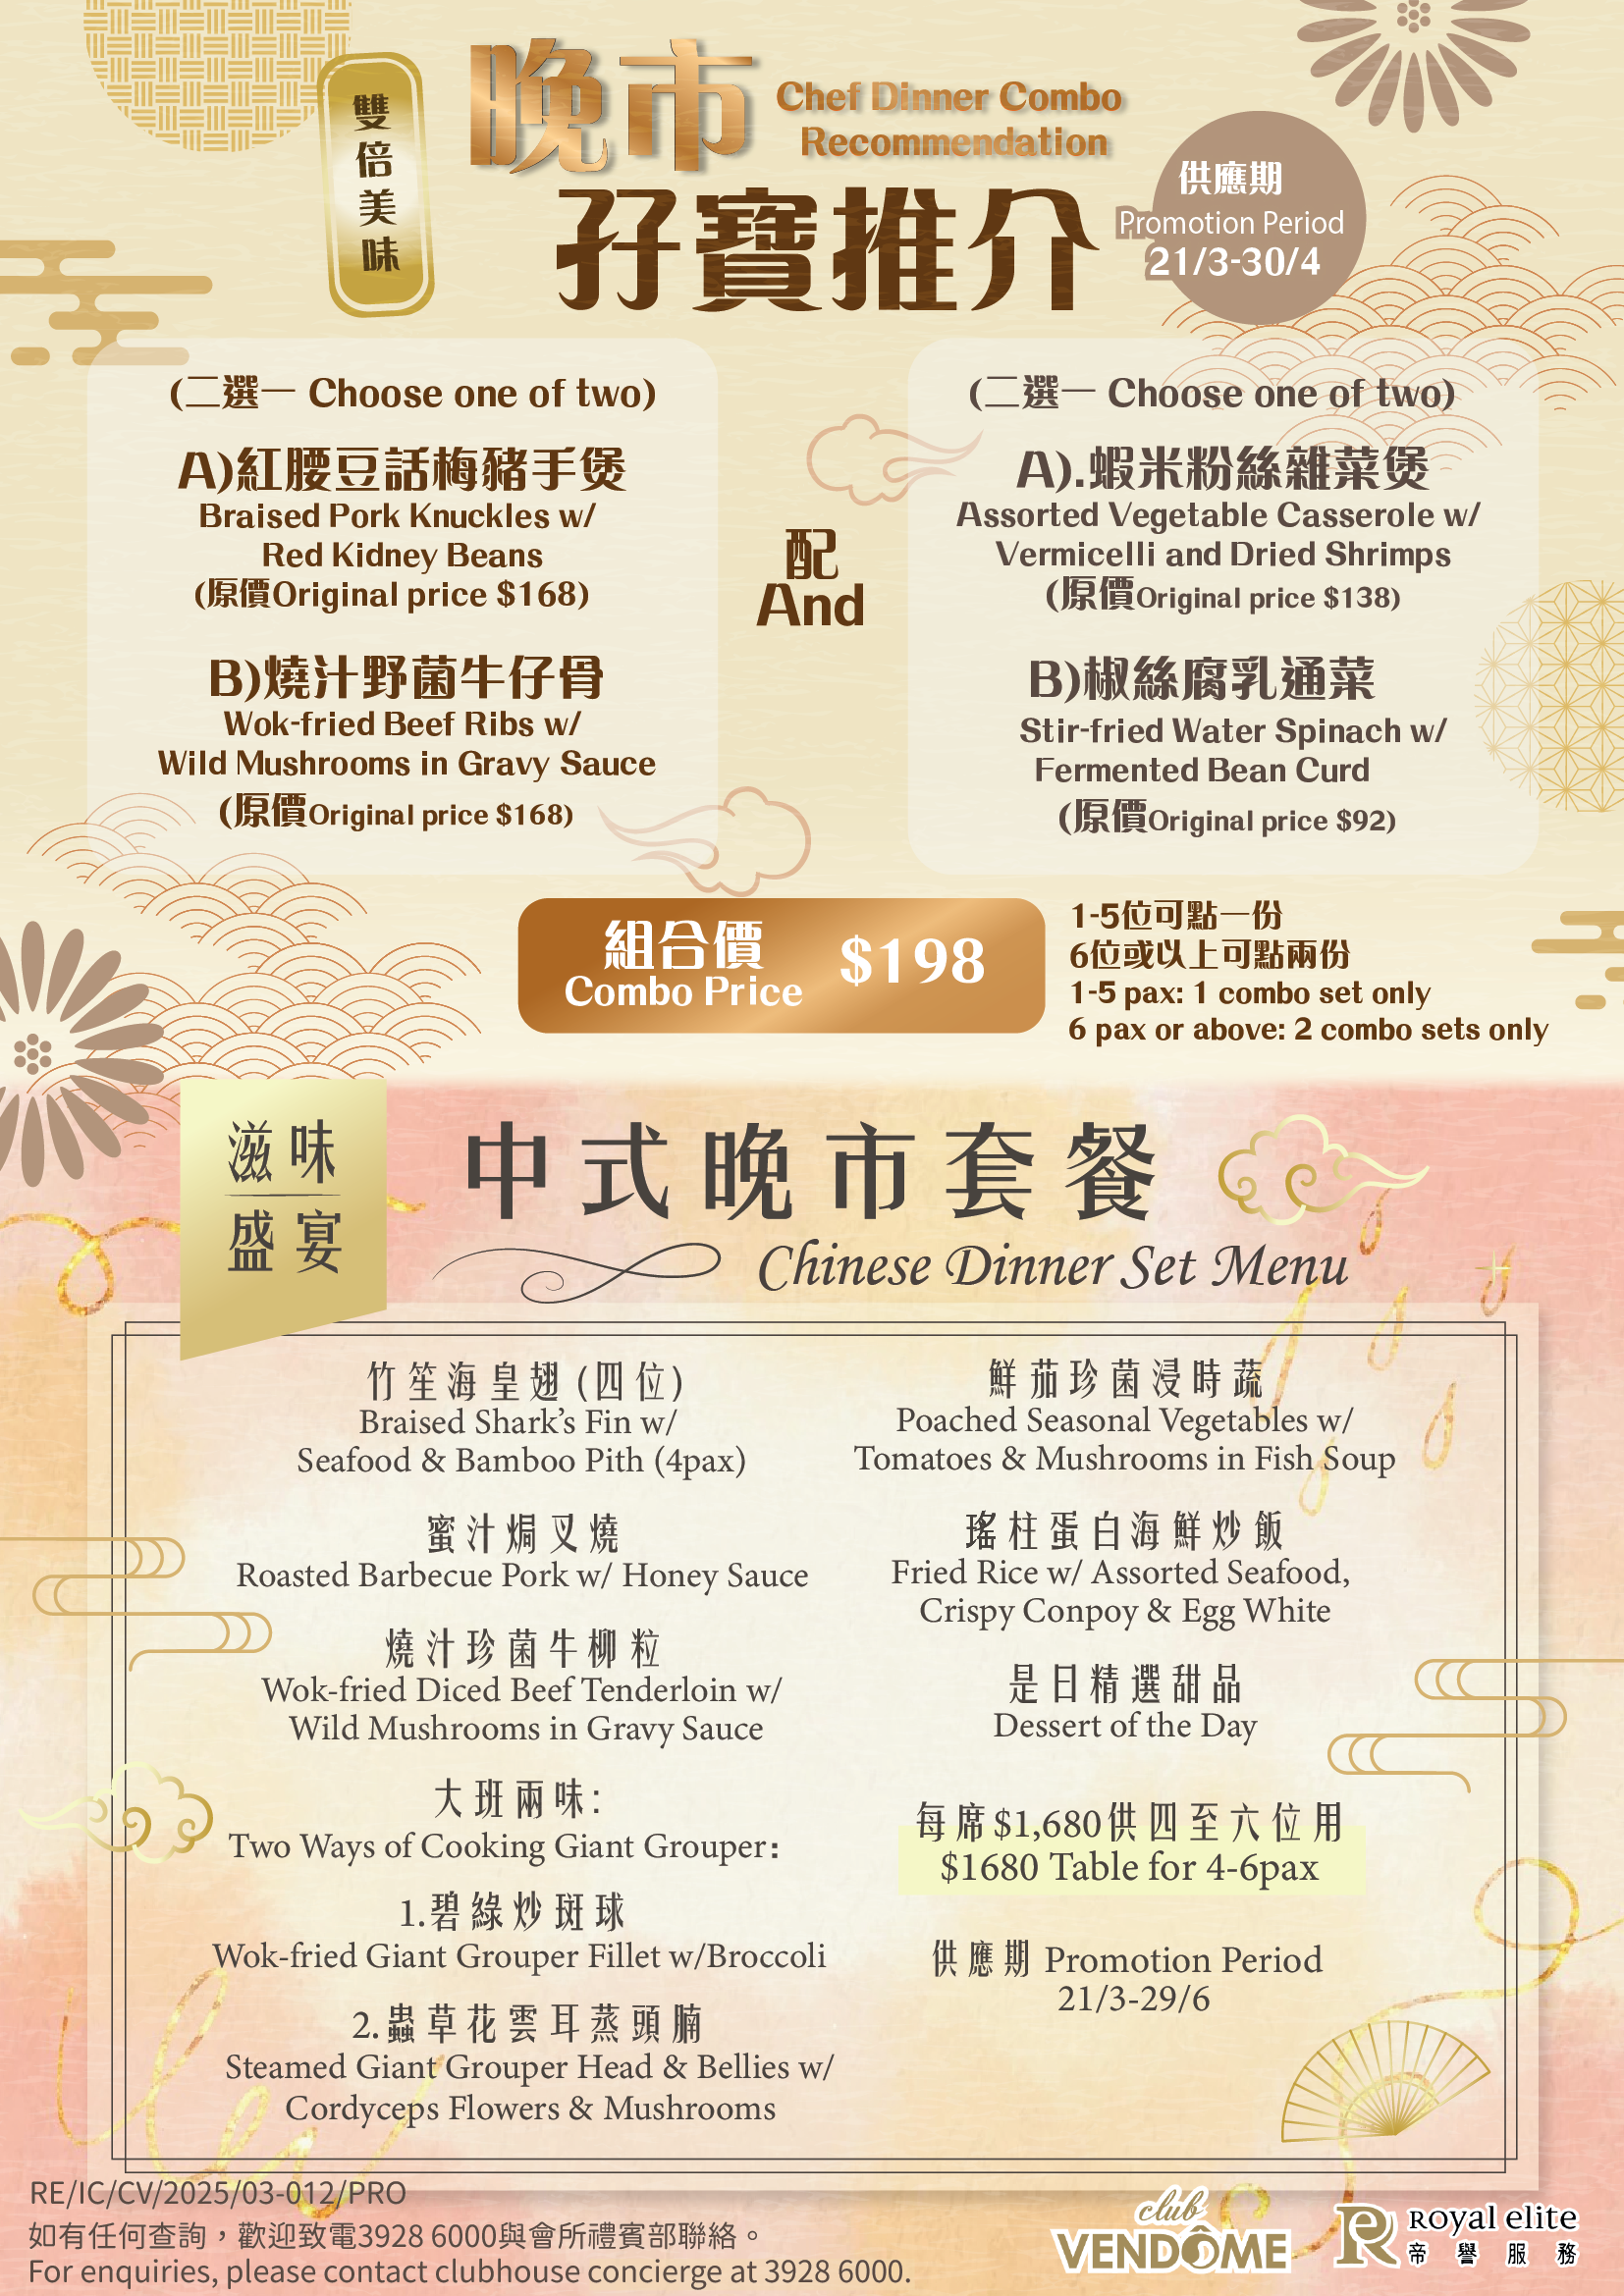 雙倍美味
晚市
Chef Dinner Combo
Recommendation
孖寶推介
供應期
Promotion Period
21/3-30/4
(二選一 Choose one of two)
A)紅腰豆話梅豬手煲
Braised Pork Knuckles w/
Red Kidney Beans
(原價Original price $168)
B)燒汁野菌牛仔骨
Wok-fried Beef Ribs w/
Wild Mushrooms in Gravy Sauce
(原價Original price $168)
配
And
(二選一 Choose one of two)
A).蝦米粉絲雜菜煲
Assorted Vegetable Casserole w/
Vermicelli and Dried Shrimps
(原價Original price $138)
B)椒絲腐乳通菜
Stir-fried Water Spinach w/
Fermented Bean Curd
(原價Original price $92)
組合價
Combo Price
$198
1-5位可點一份
6位或以上可點兩份
1-5 pax: 1 combo set only
6 pax or above: 2 combo sets only
滋味
盛宴
中式晚市套餐
Chinese Dinner Set Menu
竹笙海皇翅(四位)
Braised Shark’s Fin w/
Seafood & Bamboo Pith (4pax)
蜜汁焗叉燒
Roasted Barbecue Pork w/ Honey Sauce
燒汁珍菌牛柳粒
Wok-fried Diced Beef Tenderloin w/
Wild Mushrooms in Gravy Sauce
大班兩味:
Two Ways of Cooking Giant Grouper:
1.碧綠炒斑球
Wok-fried Giant Grouper Fillet w/Broccoli
2.蟲草花雲耳蒸頭腩
Steamed Giant Grouper Head & Bellies w/
Cordyceps Flowers & Mushrooms
鮮茄珍菌浸時蔬
Poached Seasonal Vegetables w/
Tomatoes & Mushrooms in Fish Soup
瑤柱蛋白海鮮炒飯
Fried Rice w/ Assorted Seafood,
Crispy Conpoy & Egg White
是日精選甜品
Dessert of the Day
每席$1,680供四至六位用
$1680 Table for 4-6pax
供應期 Promotion Period
21/3-29/6
RE/IC/CV/2025/03-012/PRO
如有任何查詢，歡迎致電3928 6000與會所禮賓部聯絡。
For enquiries, please contact clubhouse concierge at 3928 6000.
club
VENDÔME
Royal elite
帝譽服務